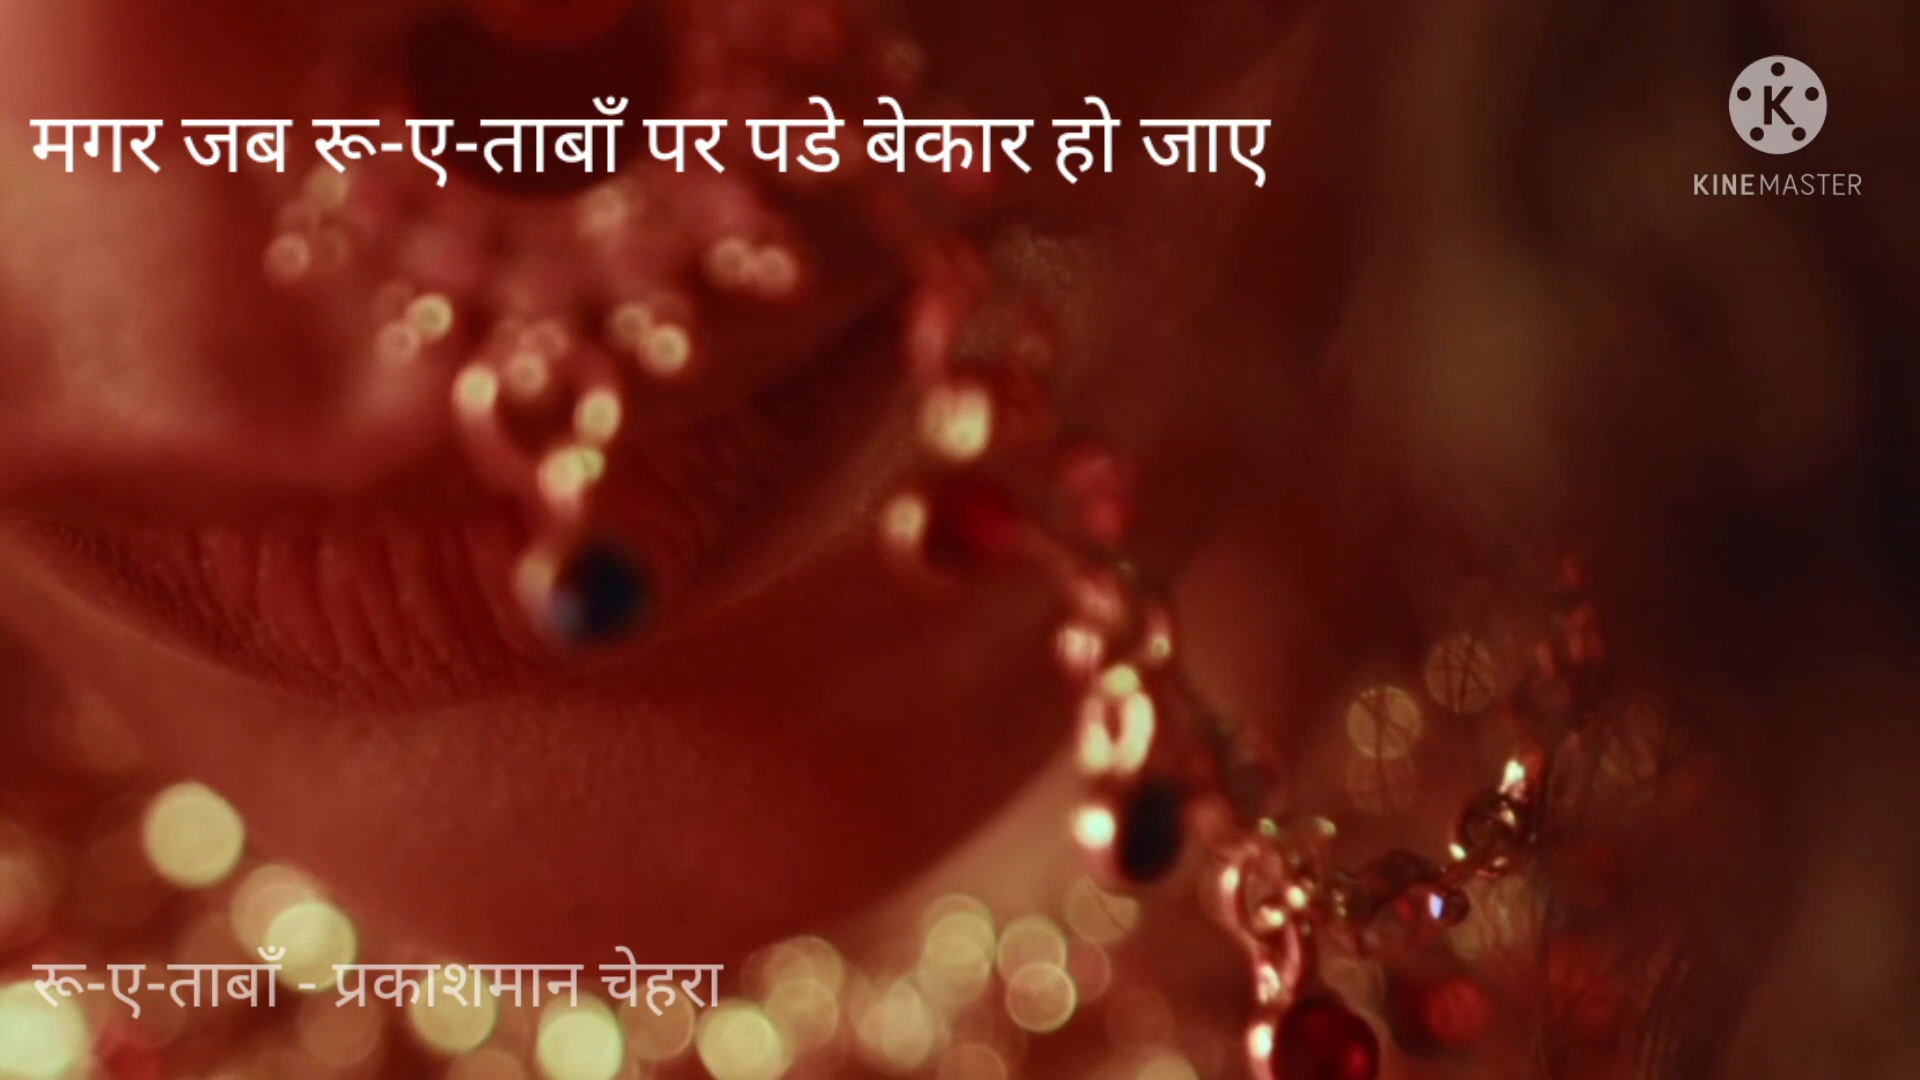 मगर जब रू-ए-ताबाँ पर पडे बेकार हो जाए
K
KINEMASTER
रू-ए-ताबाँ - प्रकाशमान चेहरा